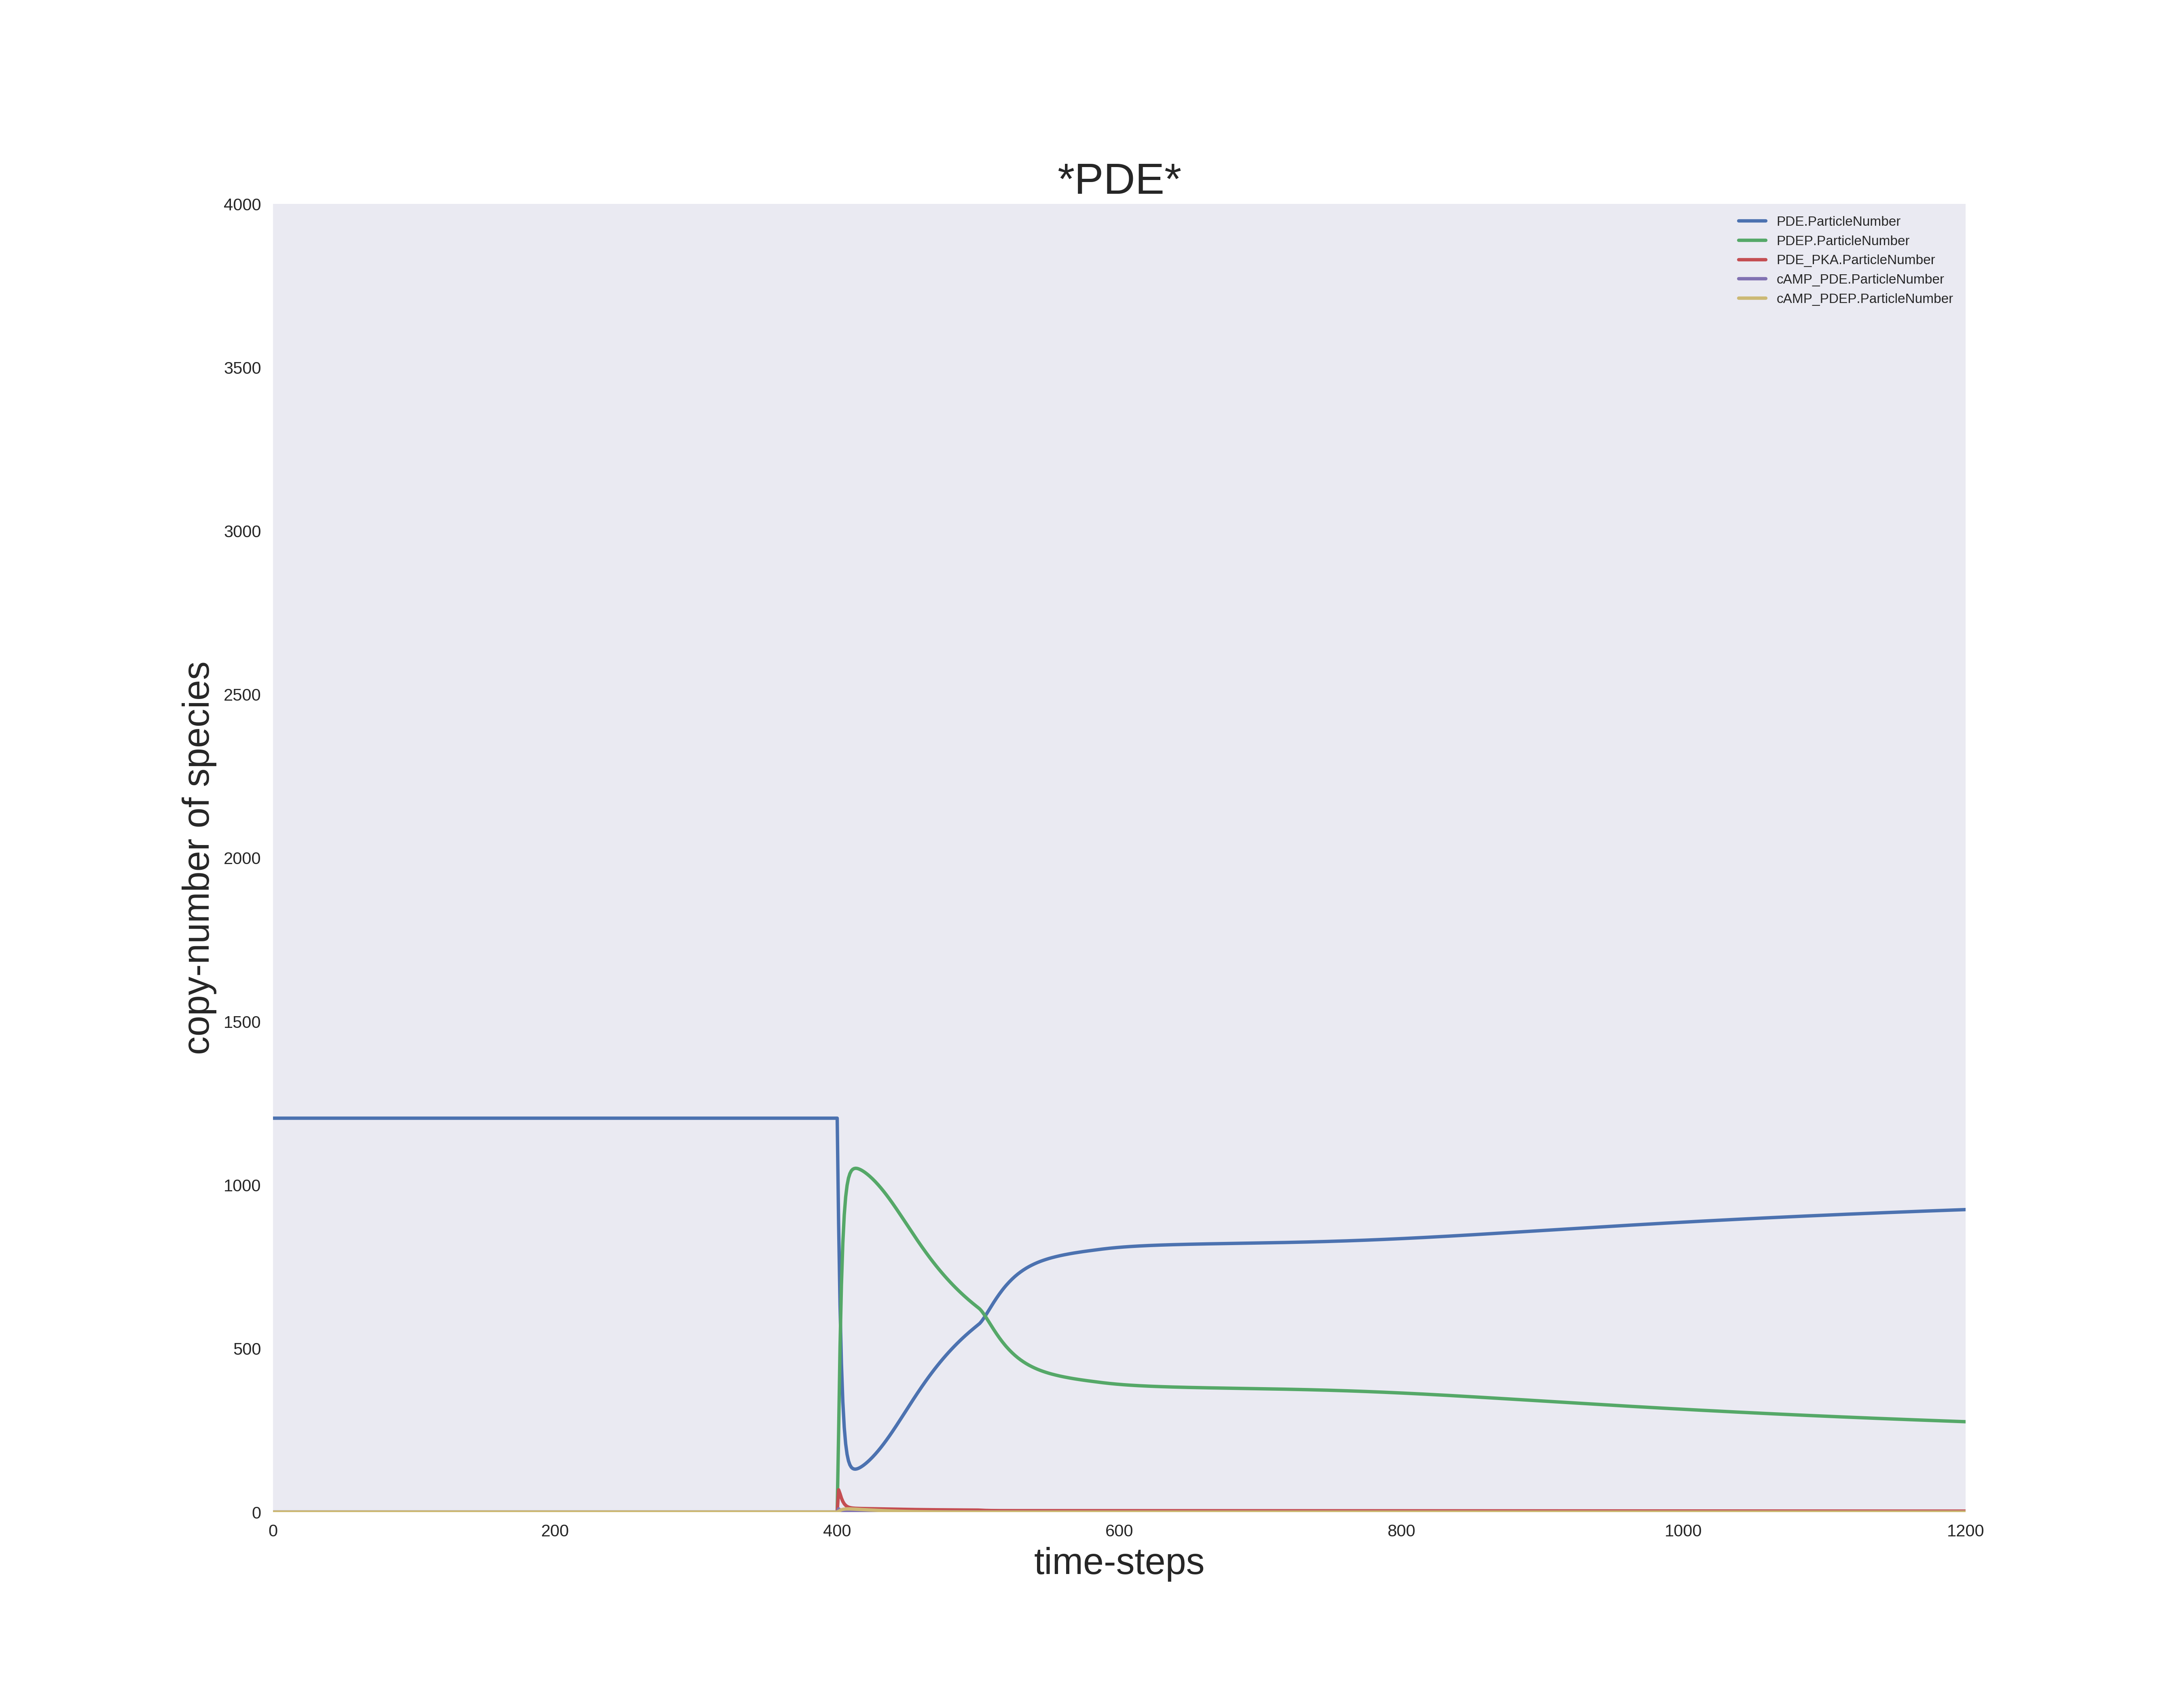 *PDE*
4000
3500
3000
2500
2000
1500
1000
500
0
copy-number of species
PDE.ParticleNumber
PDEP.ParticleNumber
PDE_PKA.ParticleNumber
cAMP_PDE.ParticleNumber
cAMP_PDEP.ParticleNumber
0 200 400 600 800 1000 1200
time-steps